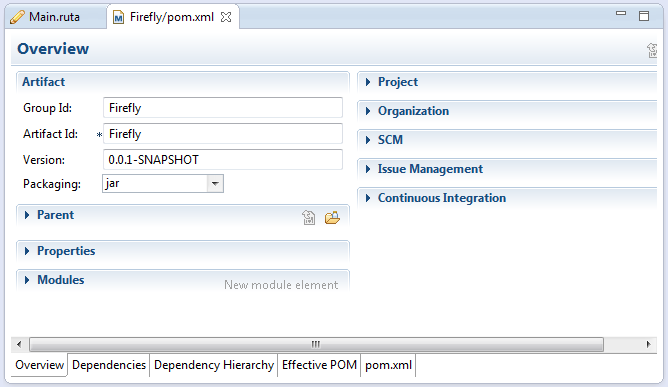 Main.ruta
Firefly/pom.xml
Overview
Artifact
Group Id: Firefly
Artifact Id: * Firefly
Version: 0.0.1-SNAPSHOT
Packaging: jar
Parent
Properties
Modules
New module element
Project
Organization
SCM
Issue Management
Continuous Integration
Overview Dependencies Dependency Hierarchy Effective POM pom.xml